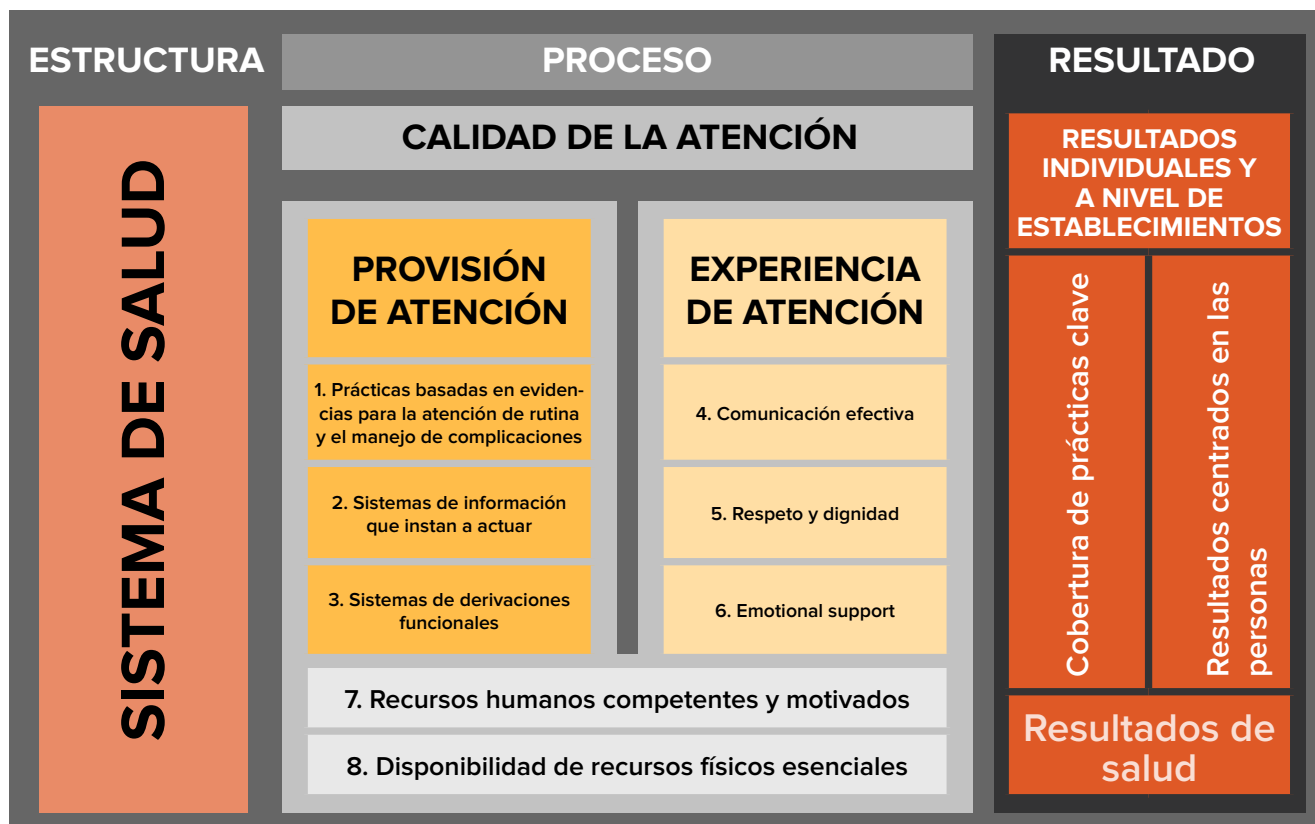 ESTRUCTURA
PROCESO
RESULTADO
SISTEMA DE SALUD
CALIDAD DE LA ATENCIÓN
PROVISIÓN
DE ATENCIÓN
1. Prácticas basadas en eviden-
cias para la atención de rutina
y el manejo de complicaciones
2. Sistemas de información
que instan a actuar
3. Sistemas de derivaciones
funcionales
EXPERIENCIA
DE ATENCIÓN
4. Comunicación efectiva
5. Respeto y dignidad
6. Emotional support
7. Recursos humanos competentes y motivados
8. Disponibilidad de recursos físicos esenciales
RESULTADOS
INDIVIDUALES Y
A NIVEL DE
ESTABLECIMIENTOS
Cobertura de prácticas clave
Resultados centrados en las
personas
Resultados de
salud